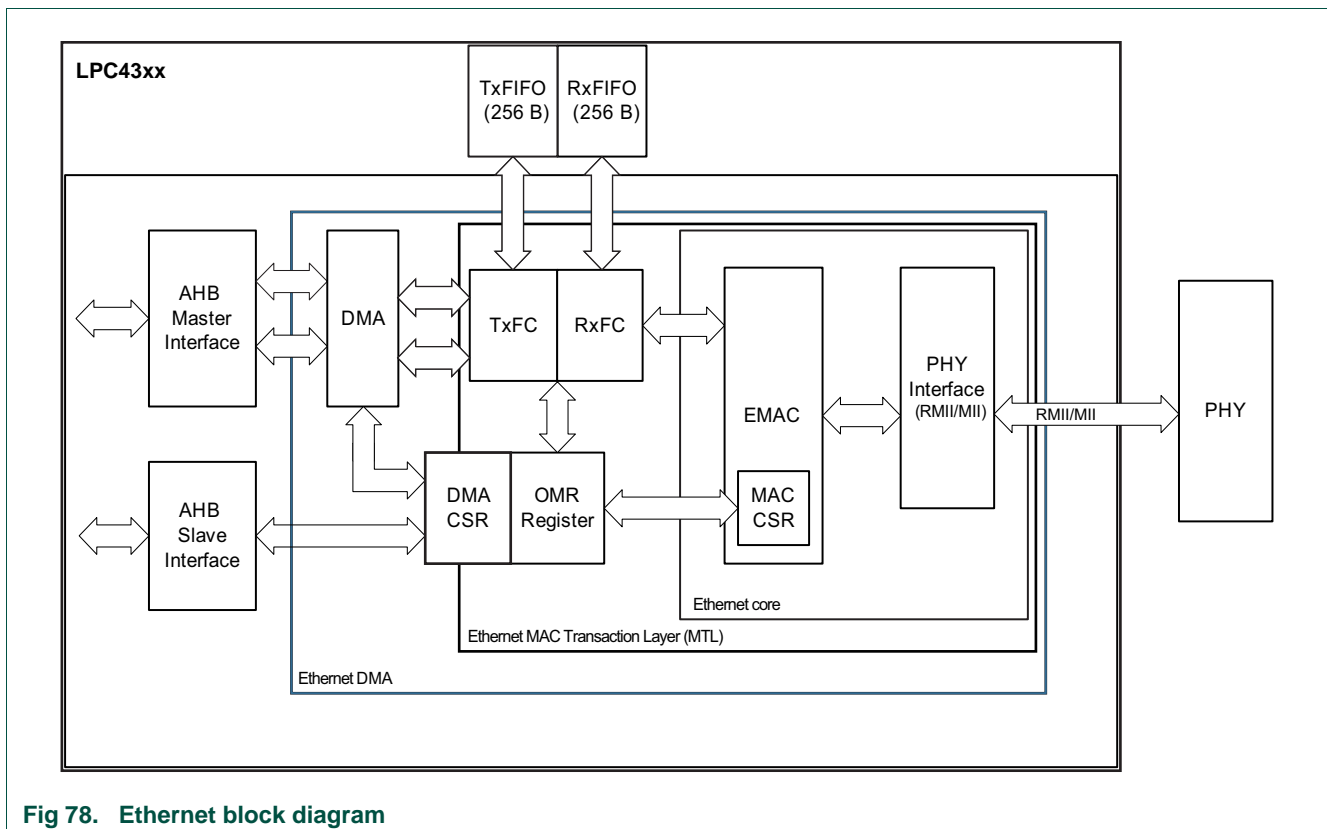 LPC43xx
TxFIFO
(256 B)
RxFIFO
(256 B)
AHB
Master
Interface
DMA
TxFC
RxFC
EMAC
PHY
Interface
(RMII/MII)
RMII/MII
PHY
AHB
Slave
Interface
DMA
CSR
OMR
Register
MAC
CSR
Ethernet core
Ethernet MAC Transaction Layer (MTL)
Ethernet DMA
Fig 78. Ethernet block diagram